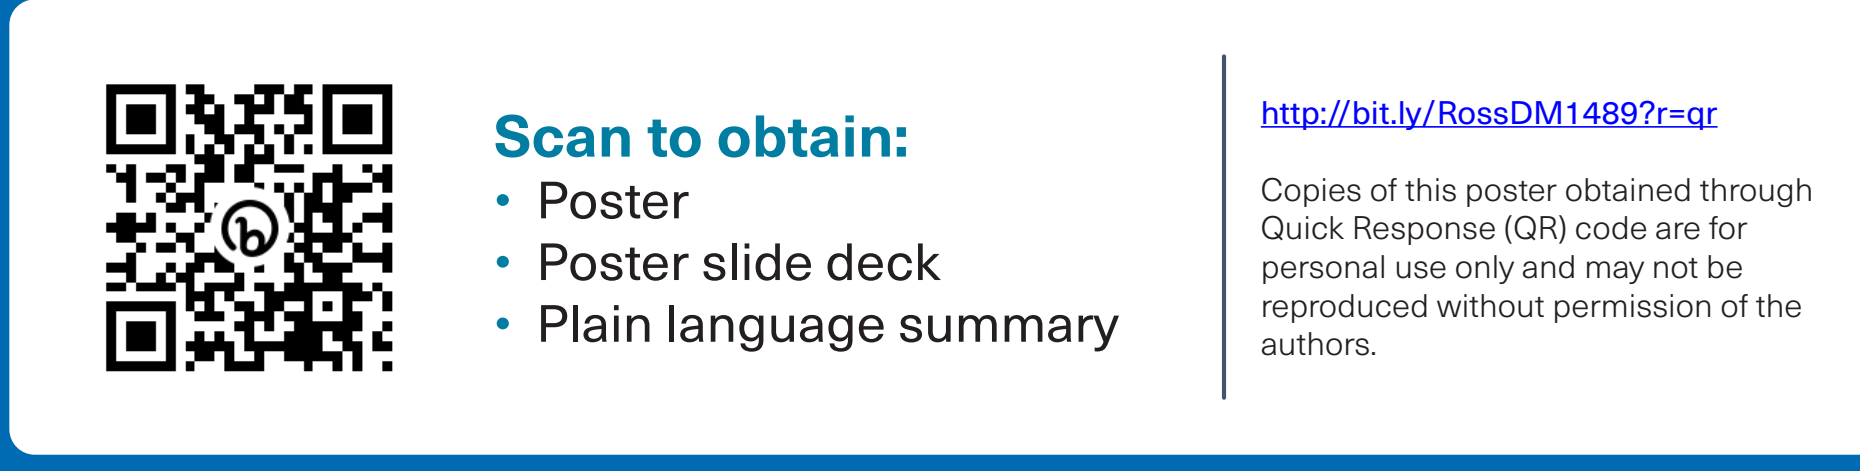 Scan to obtain:
• Poster
• Poster slide deck
• Plain language summary
http://bit.ly/RossDM1489?r=qr
Copies of this poster obtained through
Quick Response (QR) code are for
personal use only and may not be
reproduced without permission of the
authors.